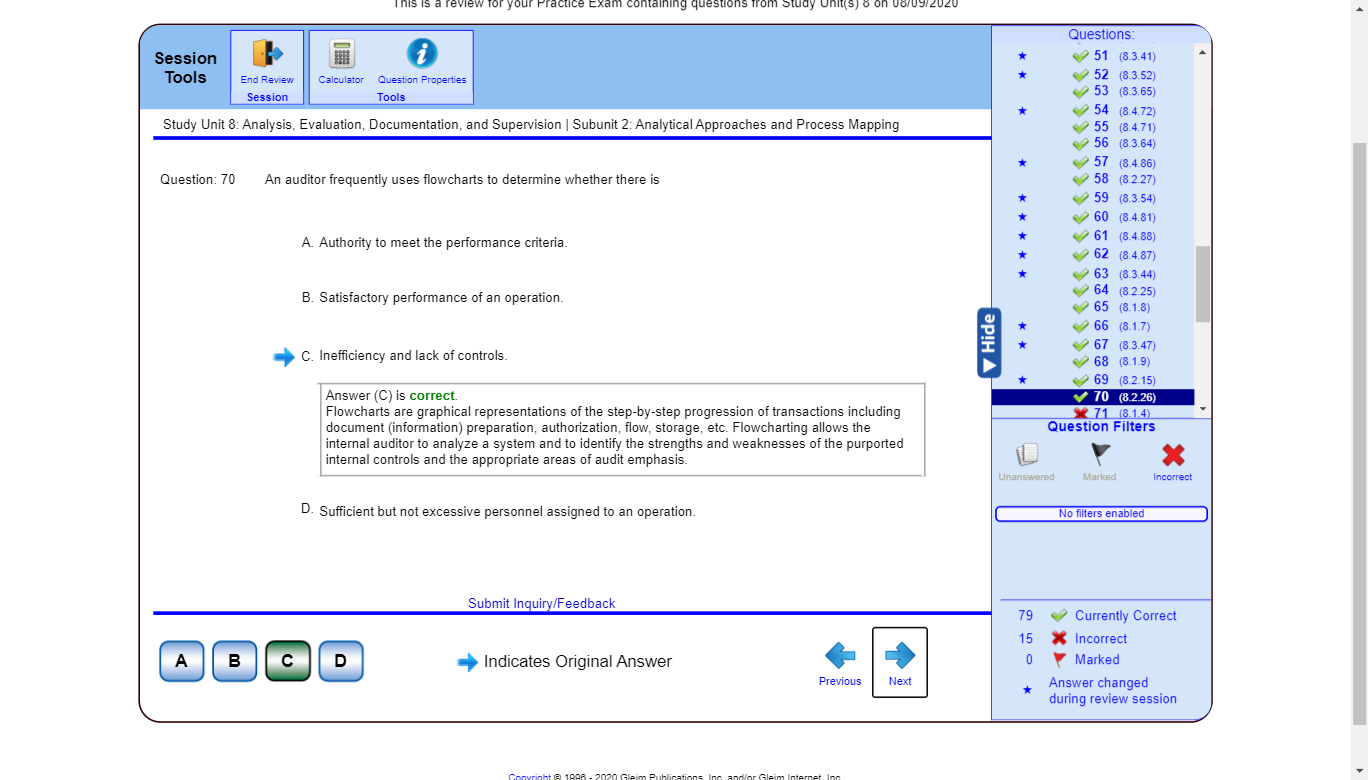 This is a review for your Practice Exam containing questions from Study Unit(s) 8 on 08/09/2020
Session
Tools
End Review
Session
Calculator
Question Properties
Tools
Study Unit 8: Analysis, Evaluation, Documentation, and Supervision | Subunit 2: Analytical Approaches and Process Mapping
Question: 70 An auditor frequently uses flowcharts to determine whether there is
A. Authority to meet the performance criteria.
B. Satisfactory performance of an operation.
C. Inefficiency and lack of controls.
Answer (C) is correct.
Flowcharts are graphical representations of the step-by-step progression of transactions including
document (information) preparation, authorization, flow, storage, etc. Flowcharting allows the
internal auditor to analyze a system and to identify the strengths and weaknesses of the purported
internal controls and the appropriate areas of audit emphasis.
D. Sufficient but not excessive personnel assigned to an operation.
Submit Inquiry/Feedback
A B C D
Indicates Original Answer
Previous
Next
Hide
Questions:
51 (8.3.41)
52 (8.3.52)
53 (8.3.65)
54 (8.4.72)
55 (8.4.71)
56 (8.3.64)
57 (8.4.86)
58 (8.2.27)
59 (8.3.54)
60 (8.4.81)
61 (8.4.88)
62 (8.4.87)
63 (8.3.44)
64 (8.2.25)
65 (8.1.8)
66 (8.1.7)
67 (8.3.47)
68 (8.1.9)
69 (8.2.15)
70 (8.2.26)
71 (8.1.4)
Question Filters
Unanswered
Marked
Incorrect
No filters enabled
79 Currently Correct
15 Incorrect
0 Marked
Answer changed
during review session
Copyright © 1996 - 2020 Gleim Publications, Inc. and/or Gleim Internet, Inc.